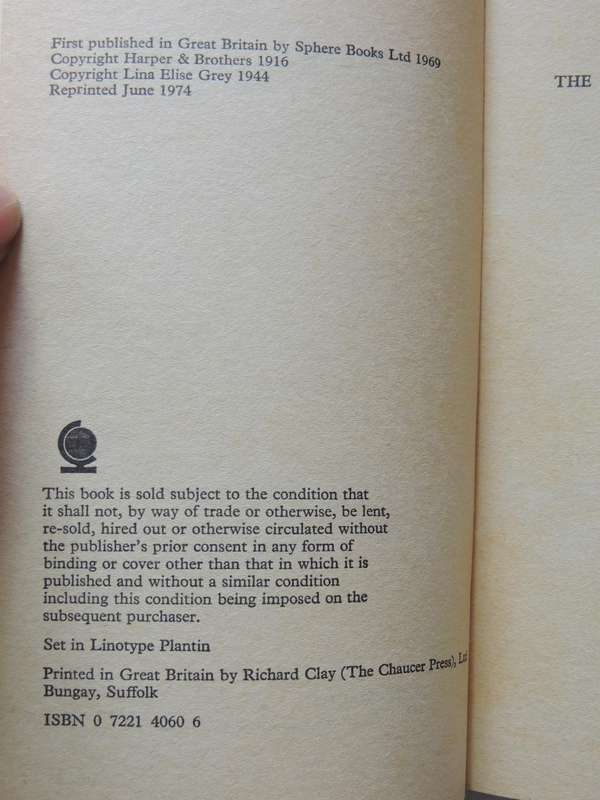 First published in Great Britain by Sphere Books Ltd 1969
Copyright Harper & Brothers 1916
Copyright Lina Elise Grey 1944
Reprinted June 1974
This book is sold subject to the condition that
it shall not, by way of trade or otherwise, be lent,
re-sold, hired out or otherwise circulated without
the publisher's prior consent in any form of
binding or cover other than that in which it is
published and without a similar condition
including this condition being imposed on the
subsequent purchaser.
Set in Linotype Plantin
Printed in Great Britain by Richard Clay (The Chaucer Press), Ltd
Bungay, Suffolk
ISBN 0 7221 4060 6
THE